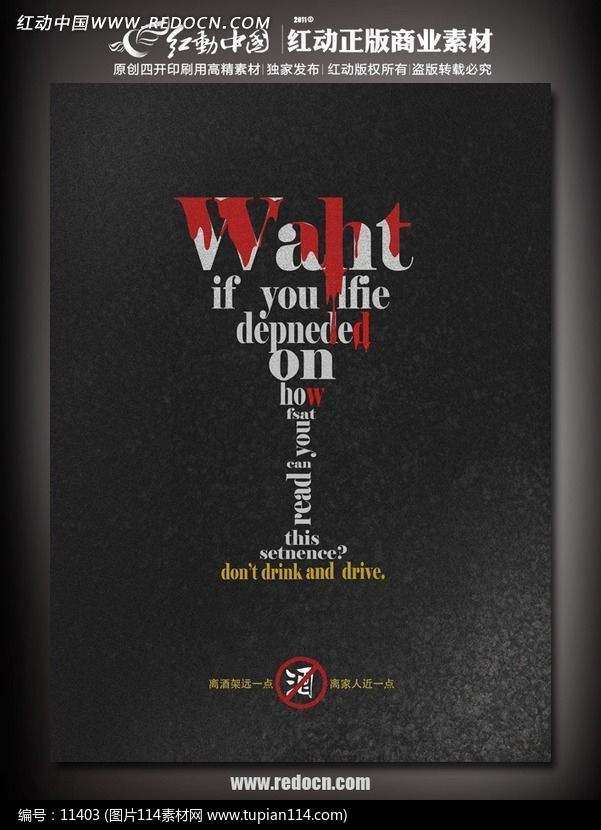 红动中国 WWW.REDOCN.COM
2011®
红動中国 红动正版商业素材
原创四开印刷用高精素材 | 独家发布 | 红动版权所有 | 盗版转载必究
Waht
if you lfie
depneded
on
how
fsat
you
can
read
this
setnence?
don't drink and drive.
离酒架远一点 酒 离家人近一点
www.redocn.com
编号：11403 (图片114素材网 www.tupian114.com)